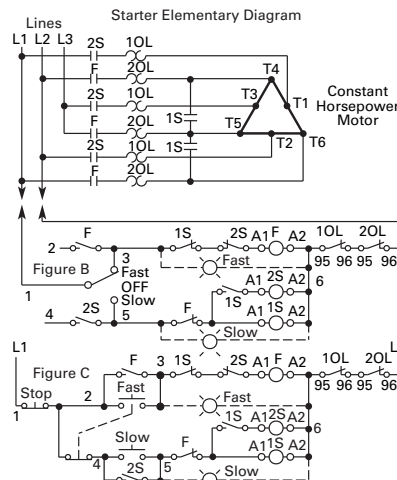 Starter Elementary Diagram
Lines
L1 L2 L3 2S 1OL
F 2OL T4
2S 1OL T3 T1
Constant
Horsepower
Motor
1S
F 2OL T5 T2 T6
2S 1S 1OL
F 2OL
F 1S 2S A1 F A2 1OL 2OL
2 3 Fast 95 96 95 96
Figure B Fast
OFF
Slow
1 1S A1 2S A2 6
4 2S 5 F A1 1S A2
Slow
L1 L
F 3 1S 2S A1 F A2 1OL 2OL
Figure C
Stop 2 Fast Fast 95 96 95 96
1 1S A1 2S A2 6
Slow F A1 1S A2
4 5
2S Slow